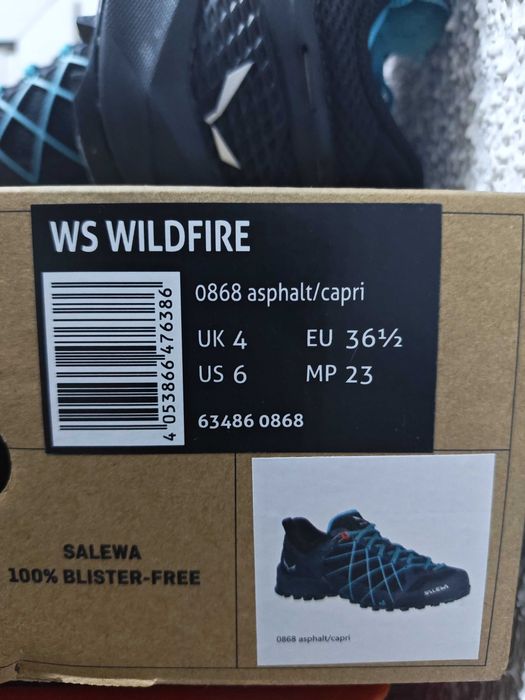 WS WILDFIRE
0868 asphalt/capri
UK 4 EU 36½
US 6 MP 23
63486 0868
4 053866 476386
SALEWA
100% BLISTER-FREE
SALEWA
0868 asphalt/capri